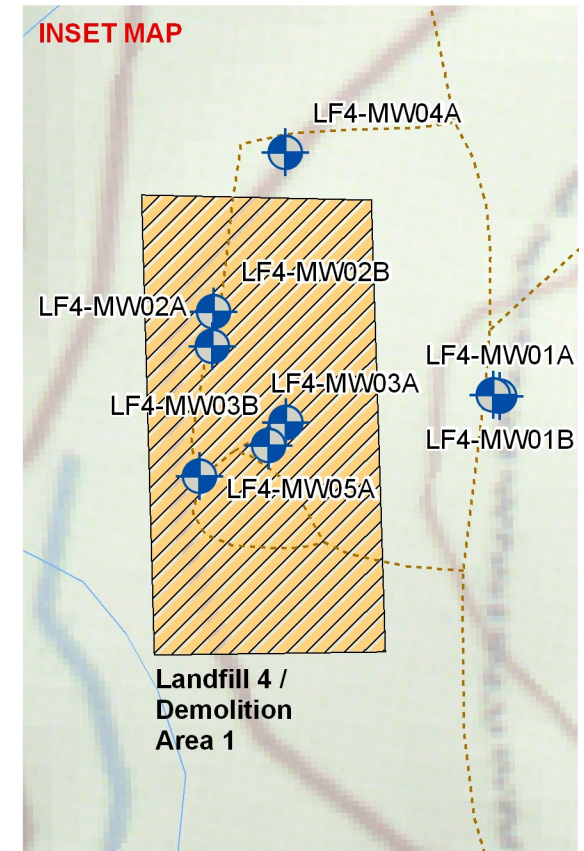 INSET MAP
LF4-MW04A
LF4-MW02B
LF4-MW02A
LF4-MW01A
LF4-MW03A
LF4-MW03B
LF4-MW01B
LF4-MW05A
Landfill 4 /
Demolition
Area 1